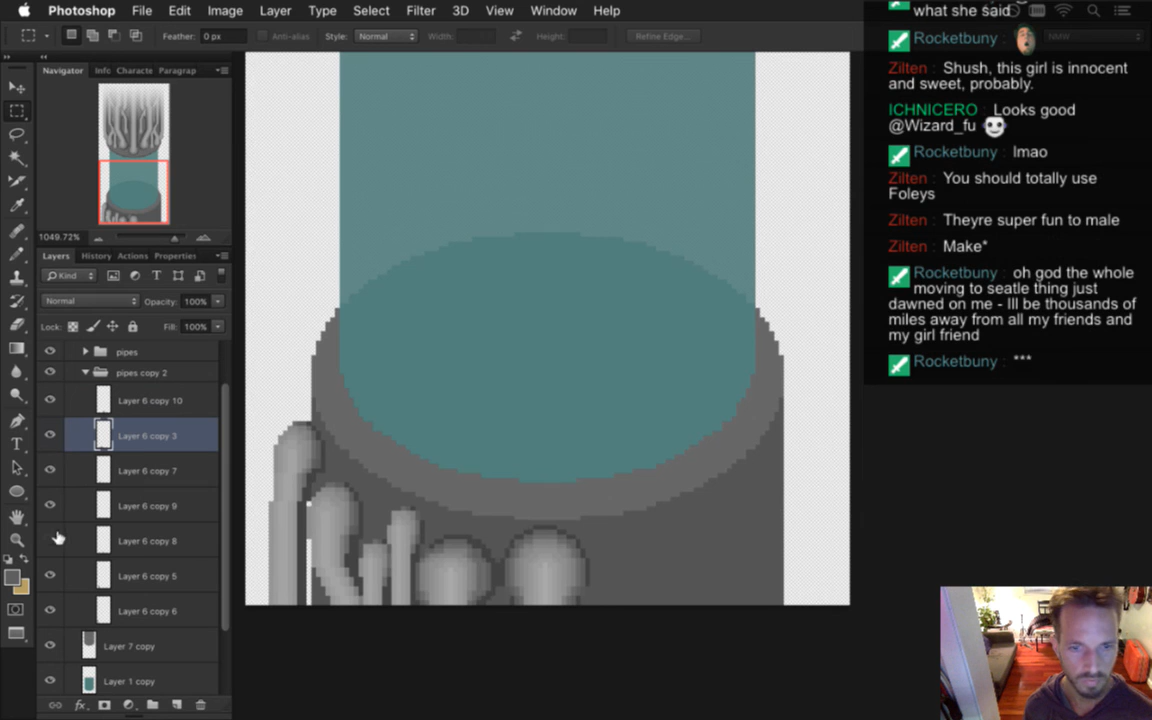 Photoshop File Edit Image Layer Type Select Filter 3D View Window Help
Feather: 0 px Anti-alias Style: Normal Width: Height: Refine Edge...
Navigator Info Characte Paragrap
1049.72%
Layers History Actions Properties
Kind
Normal Opacity: 100%
Lock: Fill: 100%
pipes
pipes copy 2
Layer 6 copy 10
Layer 6 copy 3
Layer 6 copy 7
Layer 6 copy 9
Layer 6 copy 8
Layer 6 copy 5
Layer 6 copy 6
Layer 7 copy
Layer 1 copy
what she said
Rocketbuny :
Zilten : Shush, this girl is innocent
and sweet, probably.
ICHNICERO : Looks good
@Wizard_fu
Rocketbuny : lmao
Zilten : You should totally use
Foleys
Zilten : Theyre super fun to male
Zilten : Make*
Rocketbuny : oh god the whole
moving to seatle thing just
dawned on me - Ill be thousands of
miles away from all my friends and
my girl friend
Rocketbuny : ***